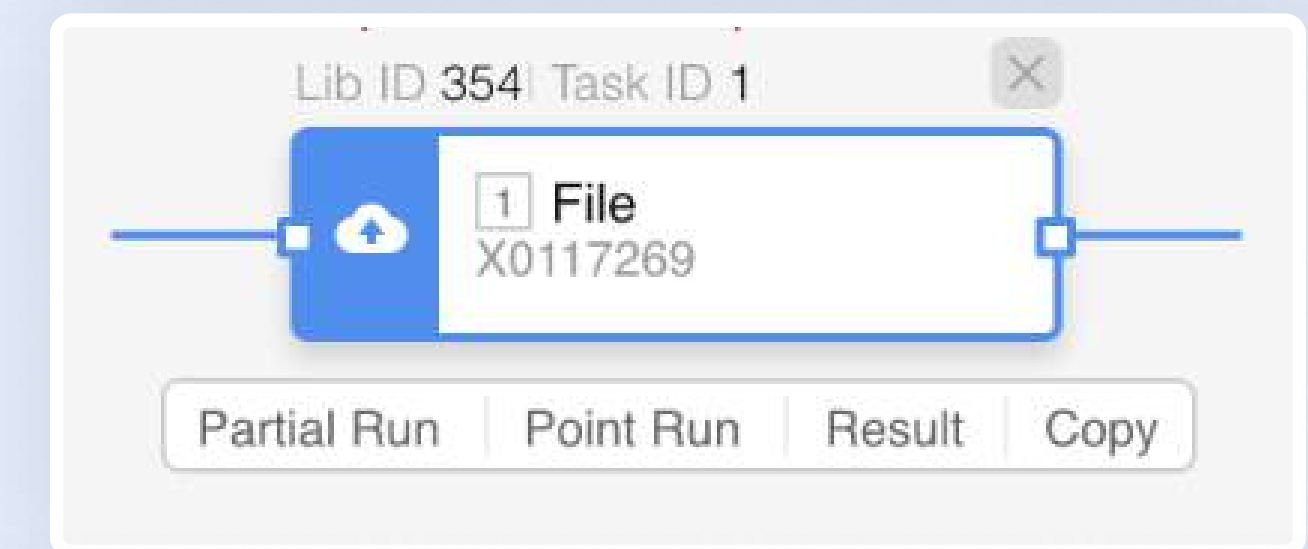 Lib ID 354 Task ID 1
1 File
X0117269
Partial Run Point Run Result Copy